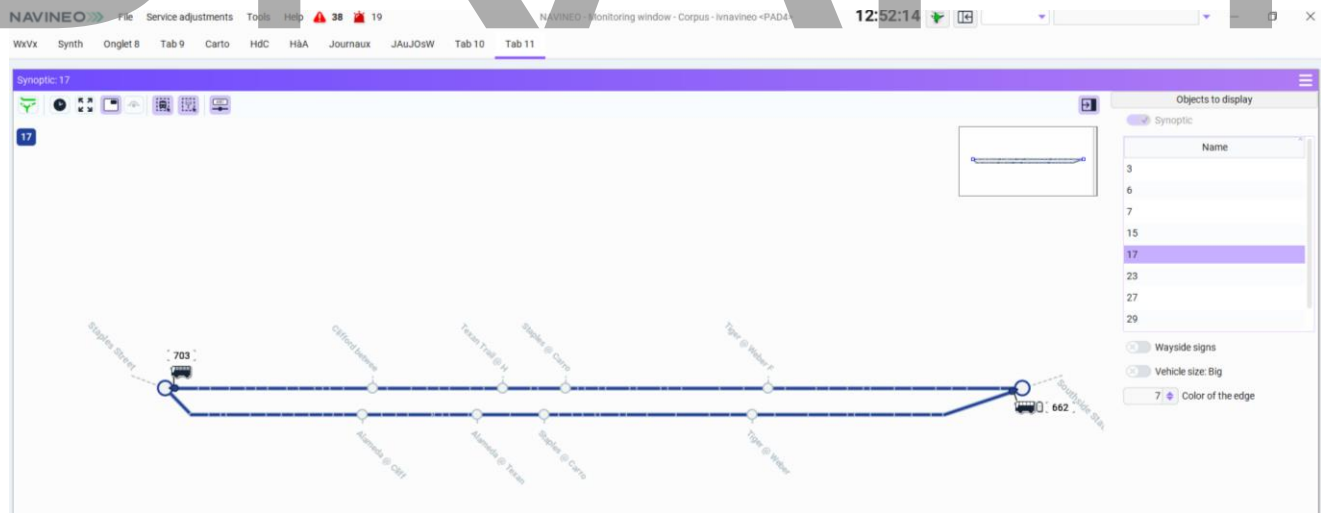 NAVINEO File Service adjustments Tools Help 38 19 NAVINEO - Monitoring window - Corpus - ivnavineo <PAD4> 12:52:14
WxVx Synth Onglet 8 Tab 9 Carto HdC HàA Journaux JAuJOsW Tab 10 Tab 11
Synoptic: 17
Objects to display
Synoptic
17
Name
3
6
7
15
17
23
27
29
Wayside signs
Vehicle size: Big
7 Color of the edge
Staples Street
Clifford betwee
Texan Trail @ H
Staples @ Carro
Tiger @ Weber F
703
Southside Sta
662
Alameda @ Cliff
Alameda @ Texan
Staples @ Carro
Tiger @ Weber